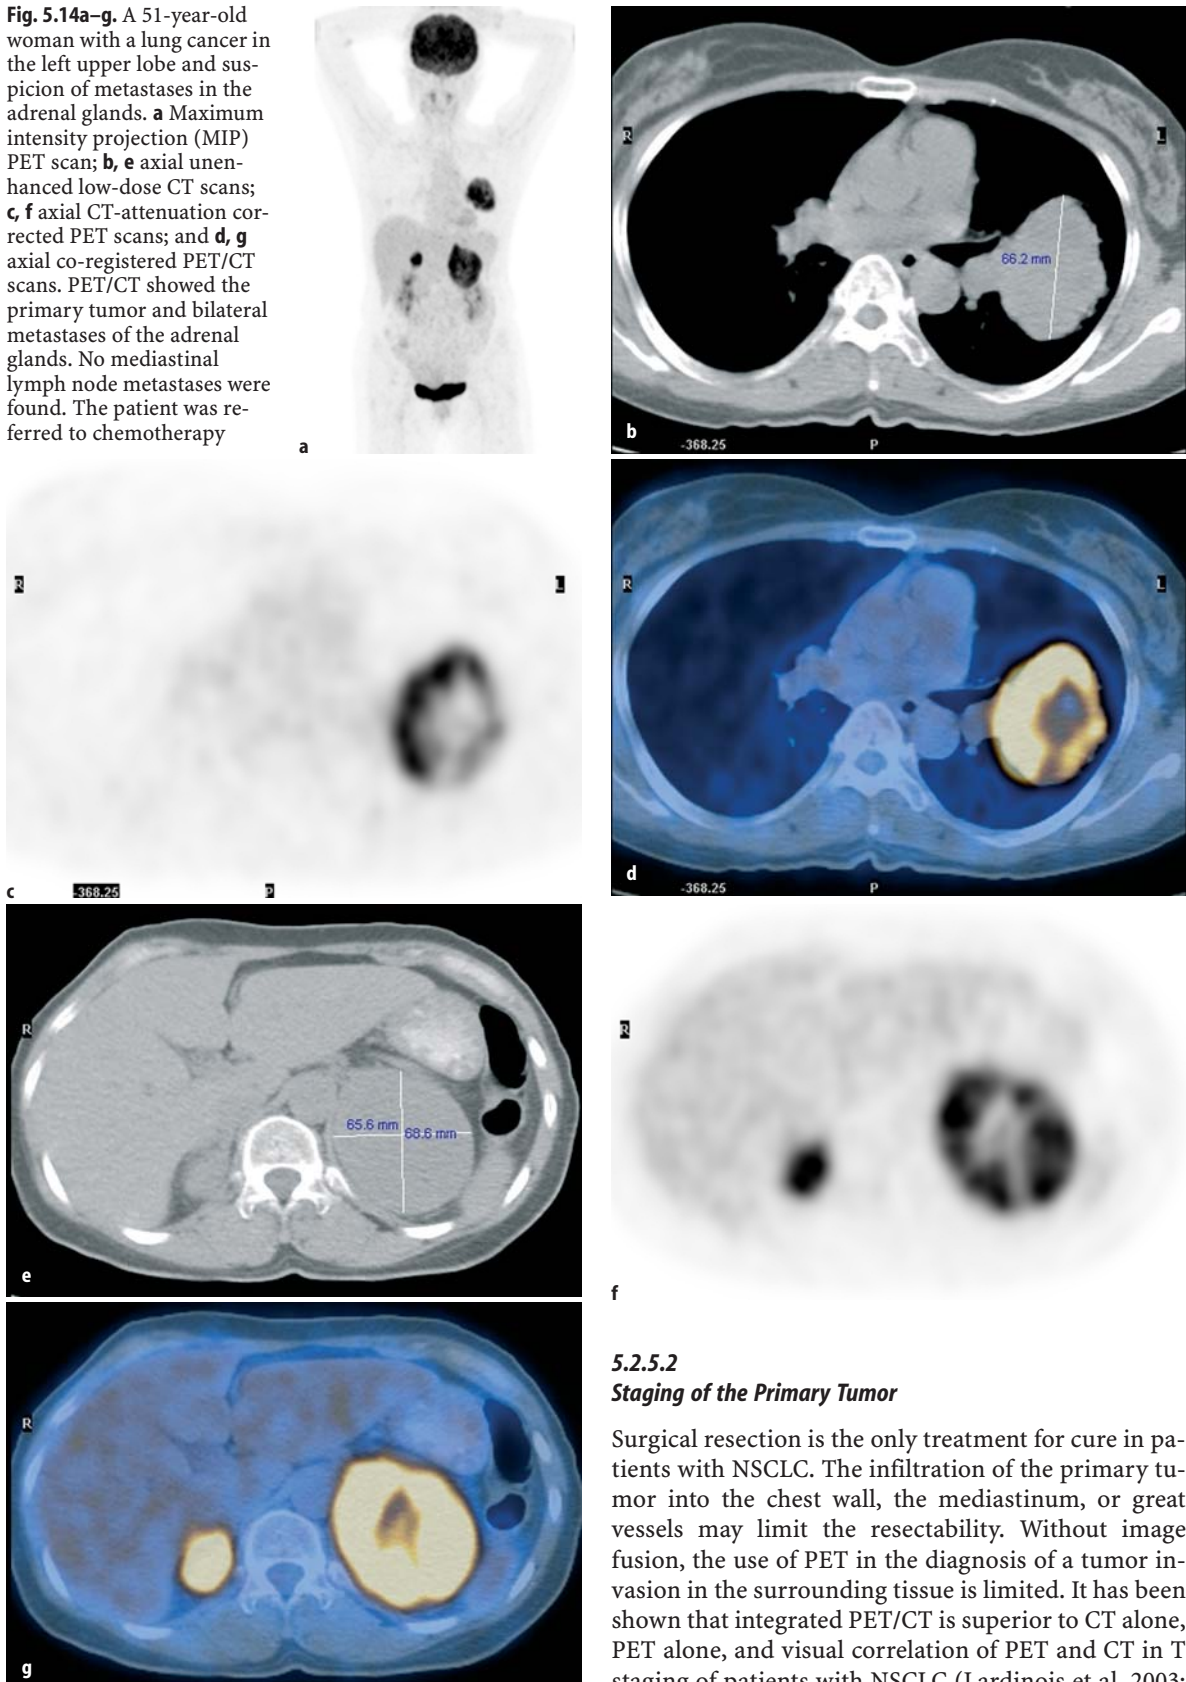 Fig. 5.14a–g. A 51-year-old
woman with a lung cancer in
the left upper lobe and sus-
picion of metastases in the
adrenal glands. a Maximum
intensity projection (MIP)
PET scan; b, e axial unen-
hanced low-dose CT scans;
c, f axial CT-attenuation cor-
rected PET scans; and d, g
axial co-registered PET/CT
scans. PET/CT showed the
primary tumor and bilateral
metastases of the adrenal
glands. No mediastinal
lymph node metastases were
found. The patient was re-
ferred to chemotherapy
a
R
L
66.2 mm
b
-368.25
P
R
L
c
-368.25
P
R
L
d
-368.25
P
R
65.6 mm
68.6 mm
e
R
f
R
g
5.2.5.2
Staging of the Primary Tumor
Surgical resection is the only treatment for cure in pa-
tients with NSCLC. The infiltration of the primary tu-
mor into the chest wall, the mediastinum, or great
vessels may limit the resectability. Without image
fusion, the use of PET in the diagnosis of a tumor in-
vasion in the surrounding tissue is limited. It has been
shown that integrated PET/CT is superior to CT alone,
PET alone, and visual correlation of PET and CT in T
staging of patients with NSCLC (Lardinois et al. 2003;